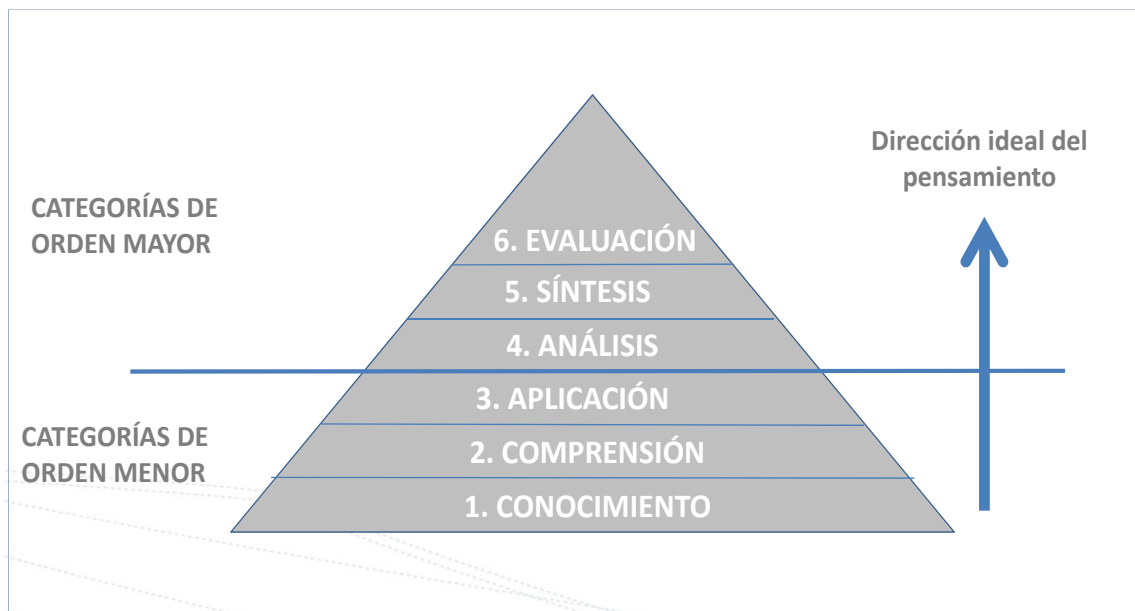 Dirección ideal del
pensamiento
CATEGORÍAS DE
ORDEN MAYOR
6. EVALUACIÓN
5. SÍNTESIS
4. ANÁLISIS
3. APLICACIÓN
CATEGORÍAS DE
ORDEN MENOR
2. COMPRENSIÓN
1. CONOCIMIENTO